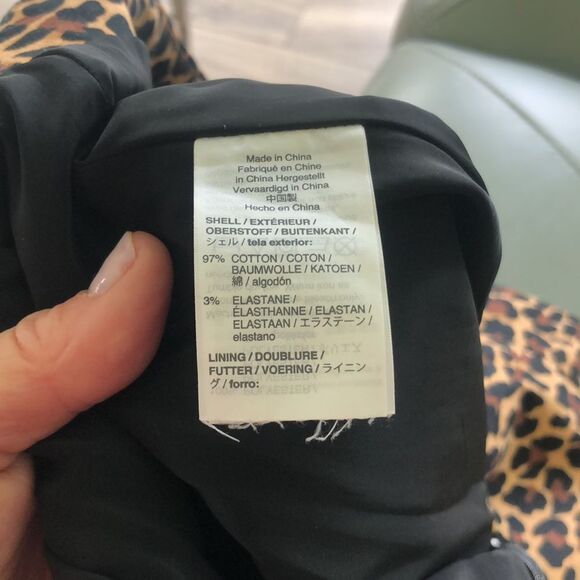 Made in China
Fabriqué en Chine
in China Hergestellt
Vervaardigd in China
中国製
Hecho en China
SHELL / EXTÉRIEUR /
OBERSTOFF / BUITENKANT /
シェル / tela exterior:
97% COTTON / COTON /
BAUMWOLLE / KATOEN /
綿 / algodón
3% ELASTANE /
ÉLASTHANNE / ELASTAN /
ELASTAAN / エラステーン /
elastano
LINING / DOUBLURE /
FUTTER / VOERING / ライニン
グ / forro: